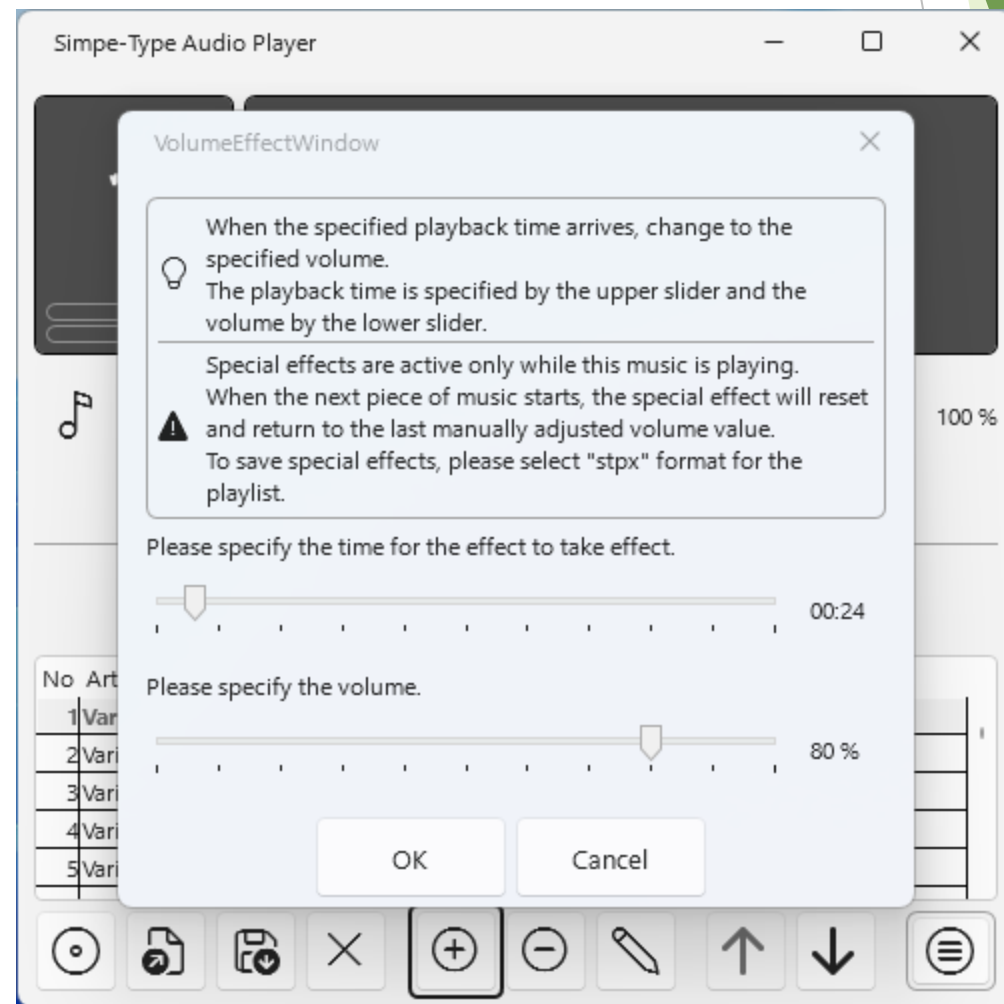 Simpe-Type Audio Player
VolumeEffectWindow
When the specified playback time arrives, change to the
specified volume.
The playback time is specified by the upper slider and the
volume by the lower slider.
Special effects are active only while this music is playing.
When the next piece of music starts, the special effect will reset
and return to the last manually adjusted volume value.
To save special effects, please select "stpx" format for the
playlist.
100 %
Please specify the time for the effect to take effect.
00:24
Please specify the volume.
80 %
No Art
1 Var
2 Vari
3 Vari
4 Vari
5 Vari
OK Cancel